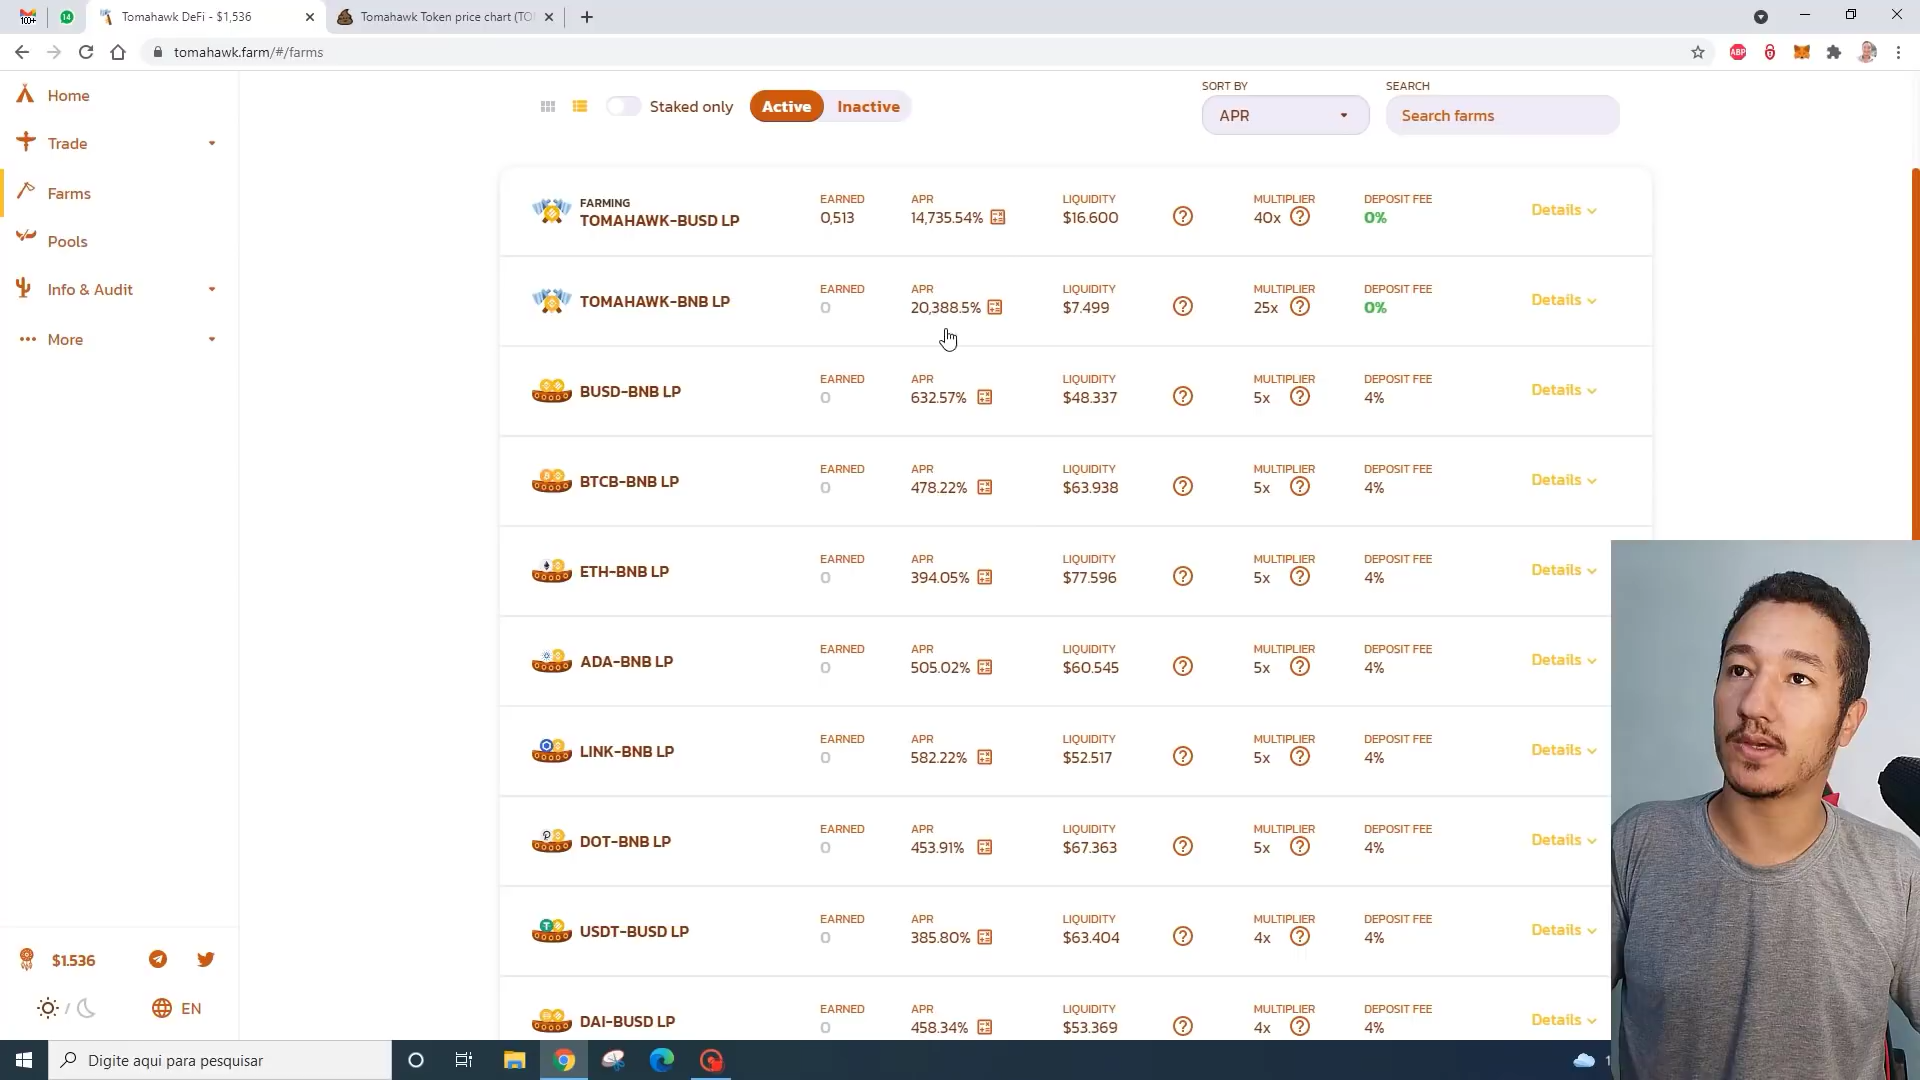 100+
14
Tomahawk DeFi - $1,536
Tomahawk Token price chart (TO
tomahawk.farm/#/farms
ABP
Home
Trade
Farms
Pools
Info & Audit
More
$1.536
EN
Staked only
Active
Inactive
SORT BY
APR
SEARCH
Search farms
FARMING
TOMAHAWK-BUSD LP
EARNED
0,513
APR
14,735.54%
LIQUIDITY
$16.600
MULTIPLIER
40x
DEPOSIT FEE
0%
Details
TOMAHAWK-BNB LP
EARNED
0
APR
20,388.5%
LIQUIDITY
$7.499
MULTIPLIER
25x
DEPOSIT FEE
0%
Details
BUSD-BNB LP
EARNED
0
APR
632.57%
LIQUIDITY
$48.337
MULTIPLIER
5x
DEPOSIT FEE
4%
Details
BTCB-BNB LP
EARNED
0
APR
478.22%
LIQUIDITY
$63.938
MULTIPLIER
5x
DEPOSIT FEE
4%
Details
ETH-BNB LP
EARNED
0
APR
394.05%
LIQUIDITY
$77.596
MULTIPLIER
5x
DEPOSIT FEE
4%
Details
ADA-BNB LP
EARNED
0
APR
505.02%
LIQUIDITY
$60.545
MULTIPLIER
5x
DEPOSIT FEE
4%
Details
LINK-BNB LP
EARNED
0
APR
582.22%
LIQUIDITY
$52.517
MULTIPLIER
5x
DEPOSIT FEE
4%
Details
DOT-BNB LP
EARNED
0
APR
453.91%
LIQUIDITY
$67.363
MULTIPLIER
5x
DEPOSIT FEE
4%
Details
USDT-BUSD LP
EARNED
0
APR
385.80%
LIQUIDITY
$63.404
MULTIPLIER
4x
DEPOSIT FEE
4%
Details
DAI-BUSD LP
EARNED
0
APR
458.34%
LIQUIDITY
$53.369
MULTIPLIER
4x
DEPOSIT FEE
4%
Details
Digite aqui para pesquisar